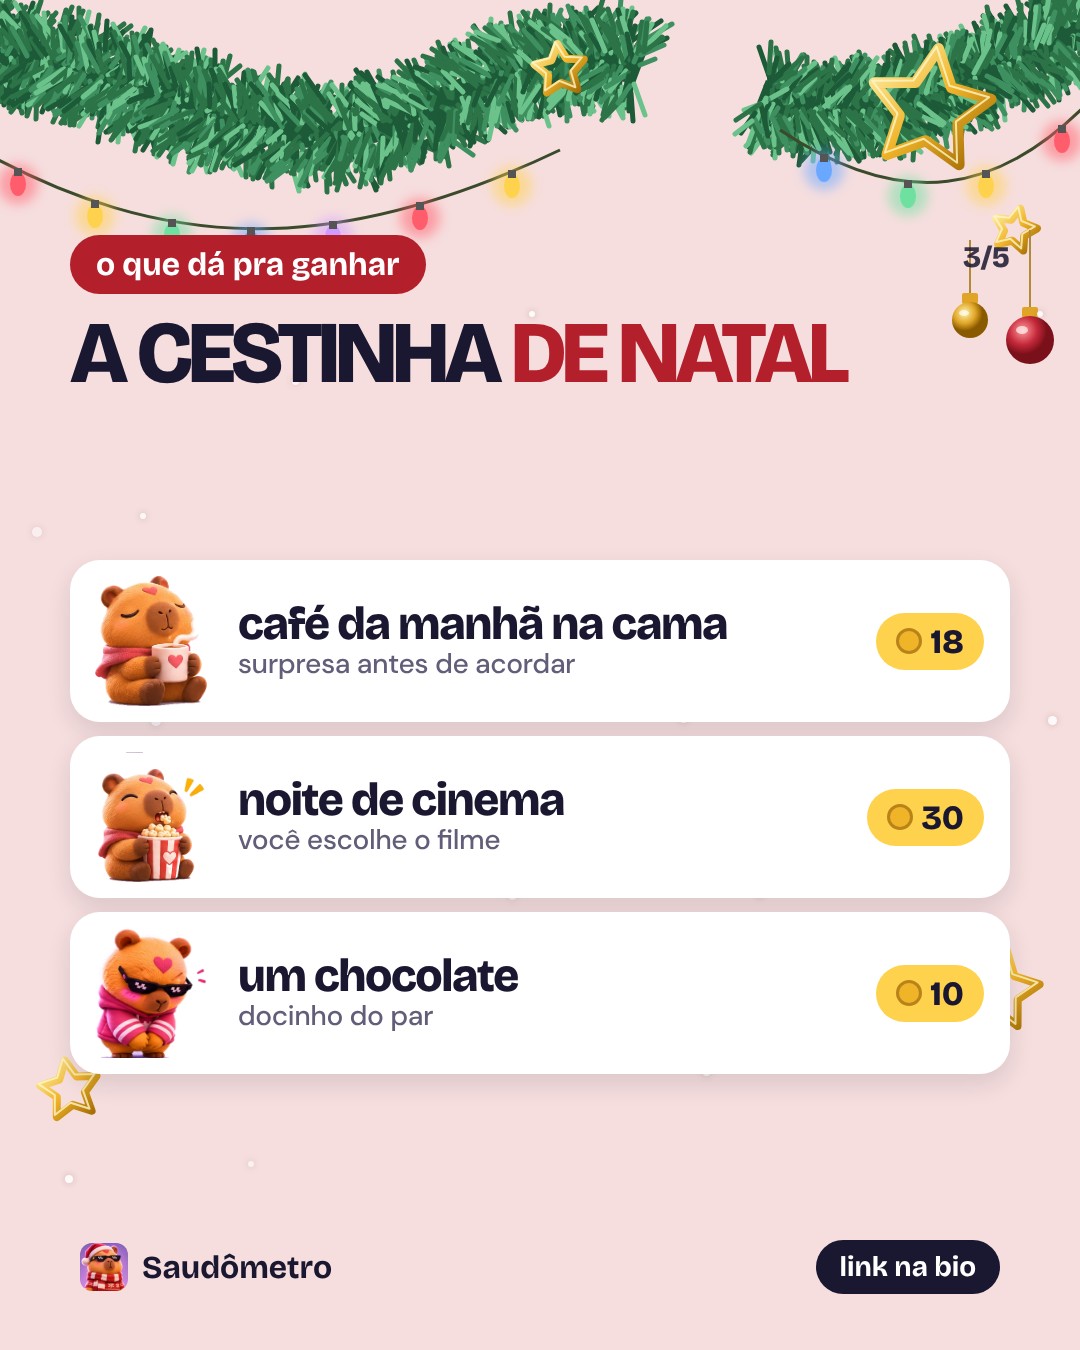 o que dá pra ganhar
3/5
A CESTINHA DE NATAL
café da manhã na cama
surpresa antes de acordar
18
noite de cinema
você escolhe o filme
30
um chocolate
docinho do par
10
Saudômetro
link na bio